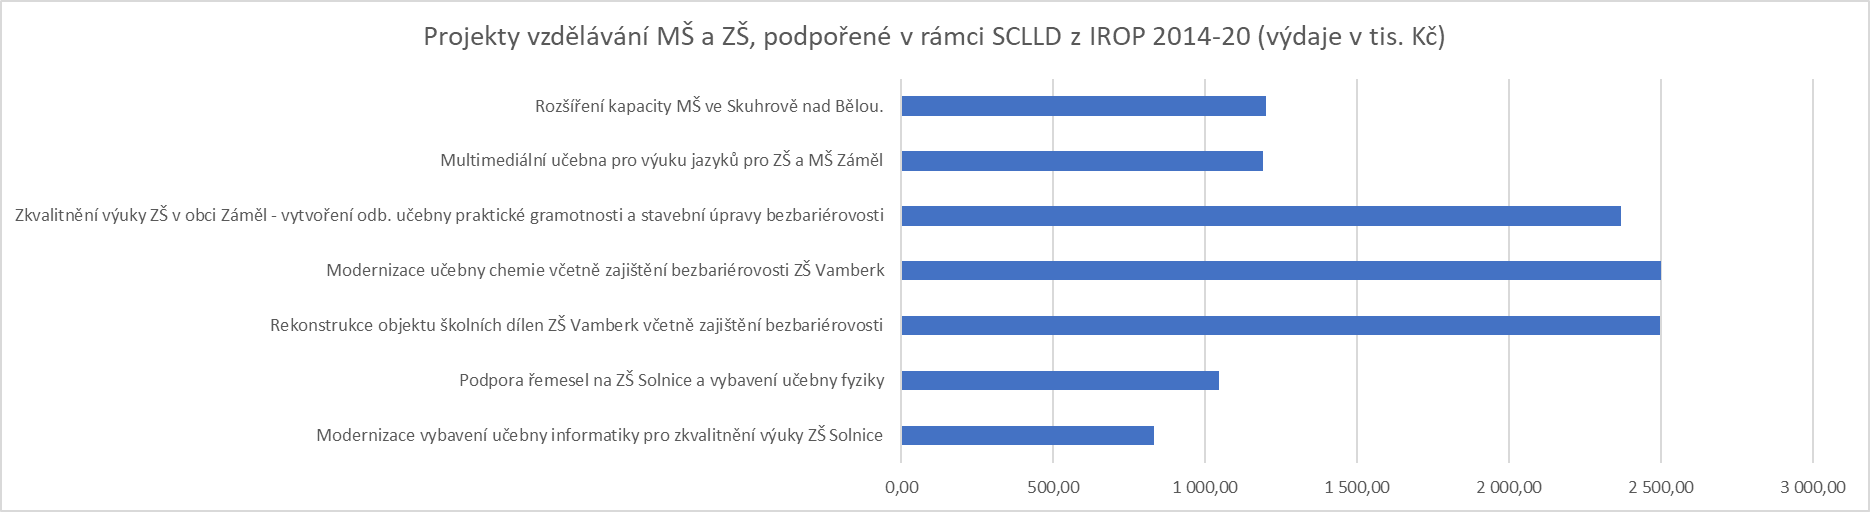 Projekty vzdělávání MŠ a ZŠ, podpořené v rámci SCLLD z IROP 2014-20 (výdaje v tis. Kč)
Rozšíření kapacity MŠ ve Skuhrově nad Bělou.
Multimediální učebna pro výuku jazyků pro ZŠ a MŠ Záměl
Zkvalitnění výuky ZŠ v obci Záměl - vytvoření odb. učebny praktické gramotnosti a stavební úpravy bezbariérovosti
Modernizace učebny chemie včetně zajištění bezbariérovosti ZŠ Vamberk
Rekonstrukce objektu školních dílen ZŠ Vamberk včetně zajištění bezbariérovosti
Podpora řemesel na ZŠ Solnice a vybavení učebny fyziky
Modernizace vybavení učebny informatiky pro zkvalitnění výuky ZŠ Solnice
0,00 500,00 1 000,00 1 500,00 2 000,00 2 500,00 3 000,00